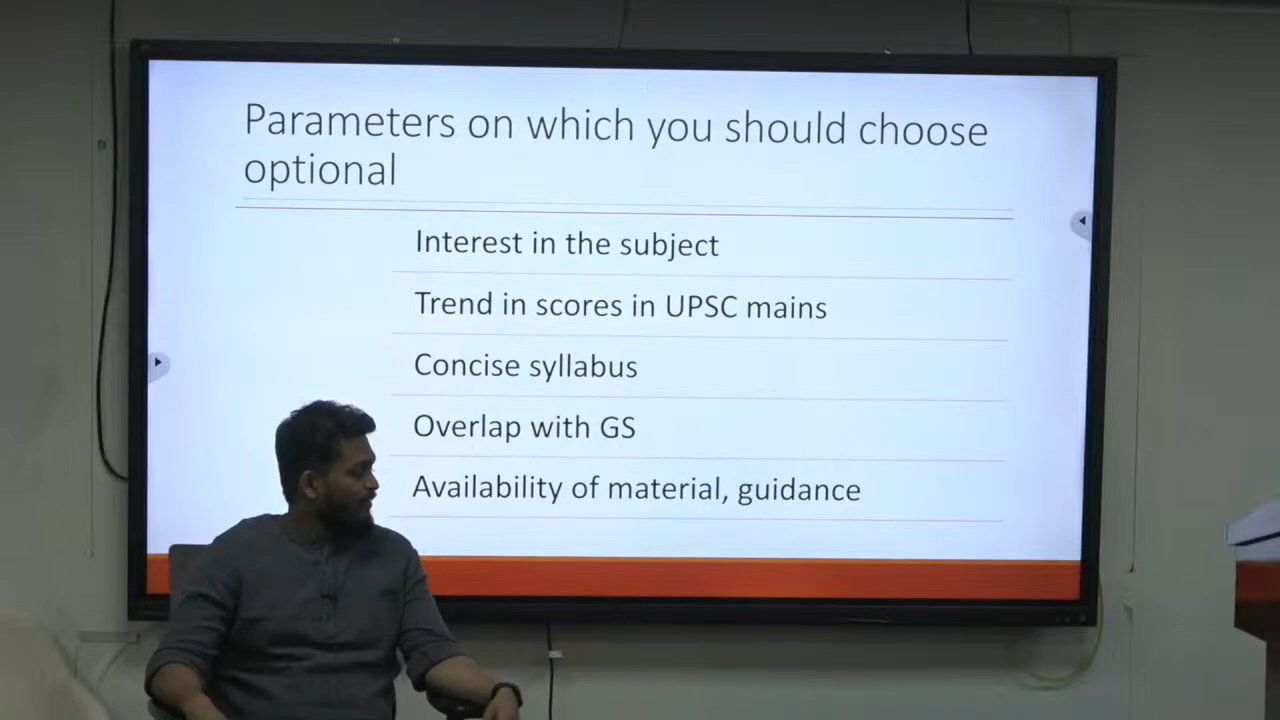 Parameters on which you should choose
optional
Interest in the subject
Trend in scores in UPSC mains
Concise syllabus
Overlap with GS
Availability of material, guidance